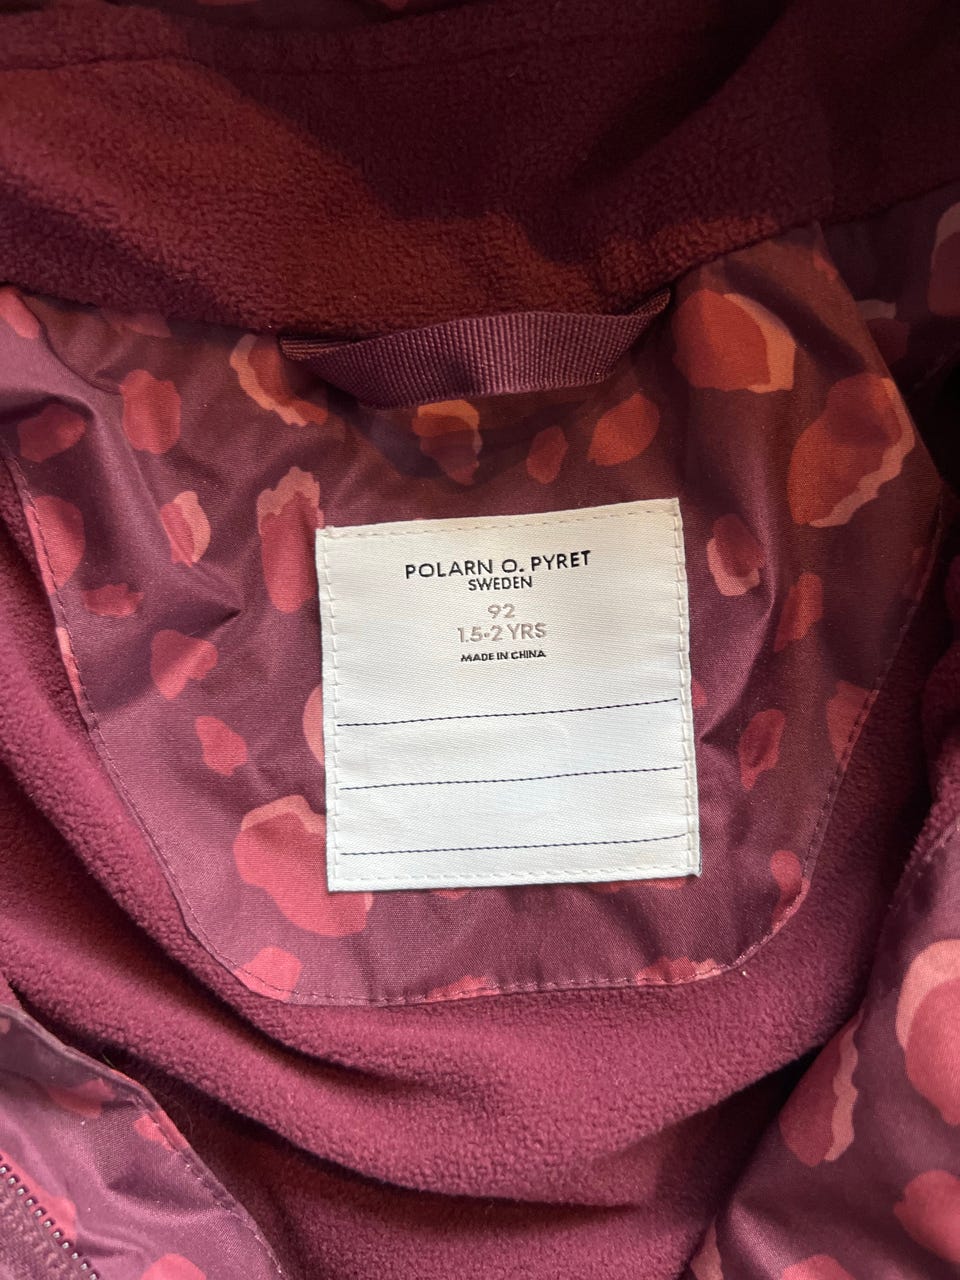 POLARN O. PYRET
SWEDEN
92
1.5-2 YRS
MADE IN CHINA